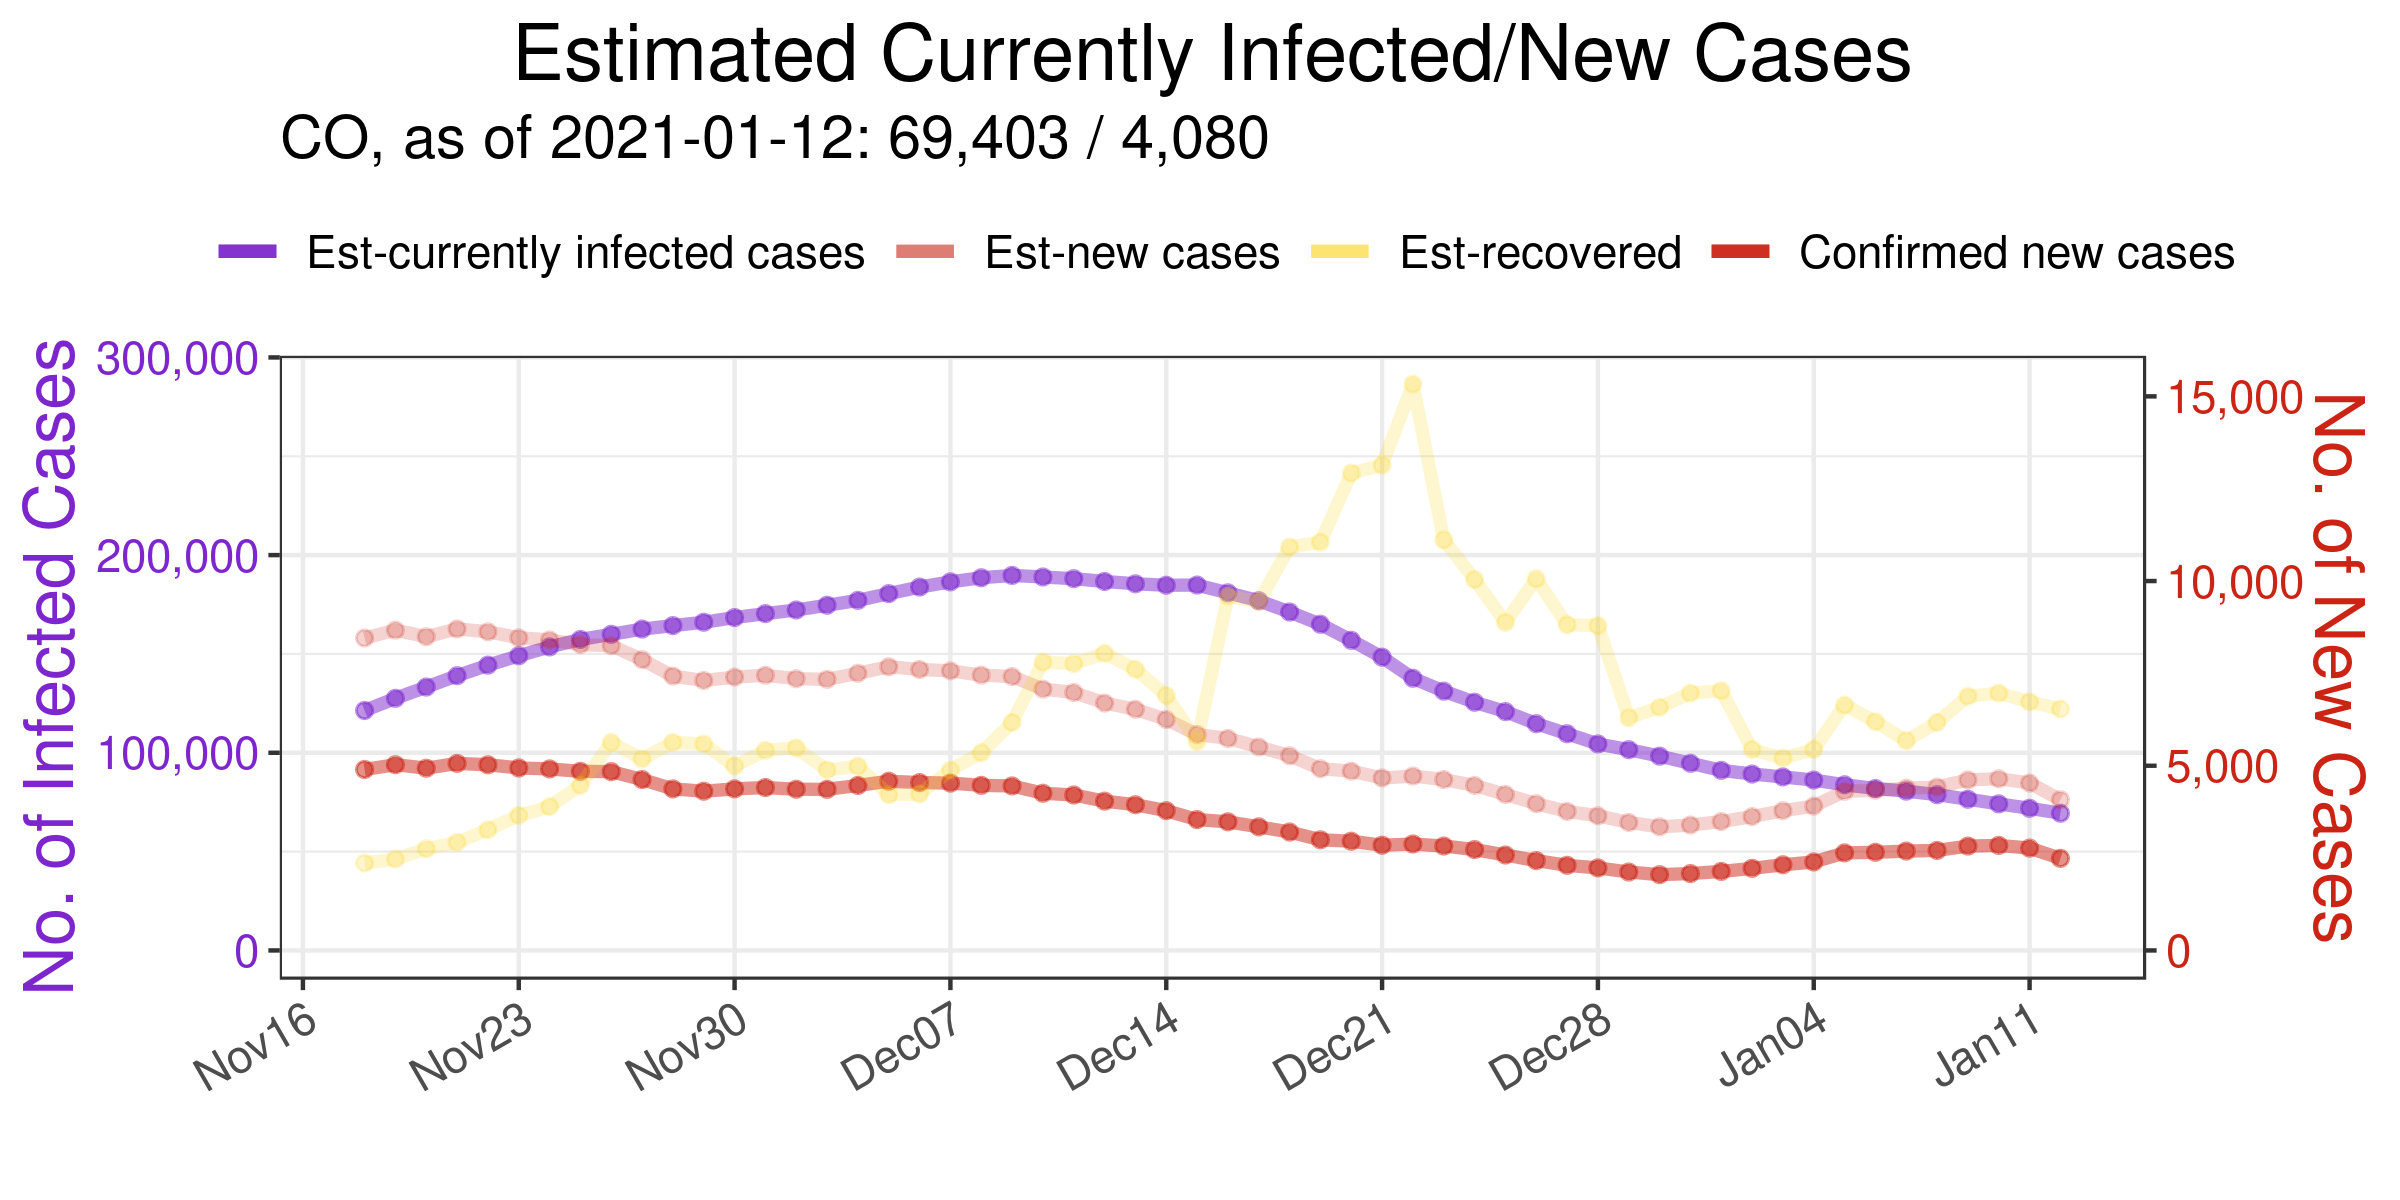 Estimated Currently Infected/New Cases
CO, as of 2021-01-12: 69,403 / 4,080
Est-currently infected cases Est-new cases Est-recovered Confirmed new cases
No. of Infected Cases
300,000
200,000
100,000
0
15,000
10,000
5,000
0
No. of New Cases
Nov16 Nov23 Nov30 Dec07 Dec14 Dec21 Dec28 Jan04 Jan11